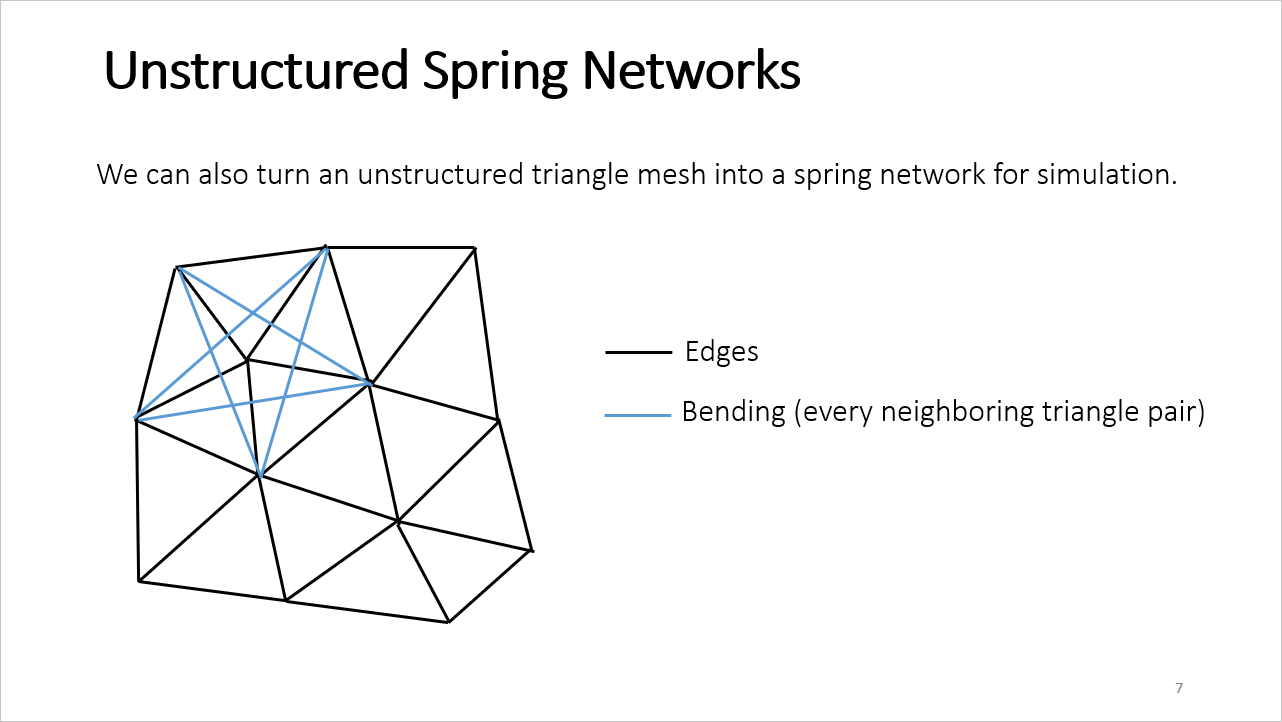 Unstructured Spring Networks
We can also turn an unstructured triangle mesh into a spring network for simulation.
Edges
Bending (every neighboring triangle pair)
7